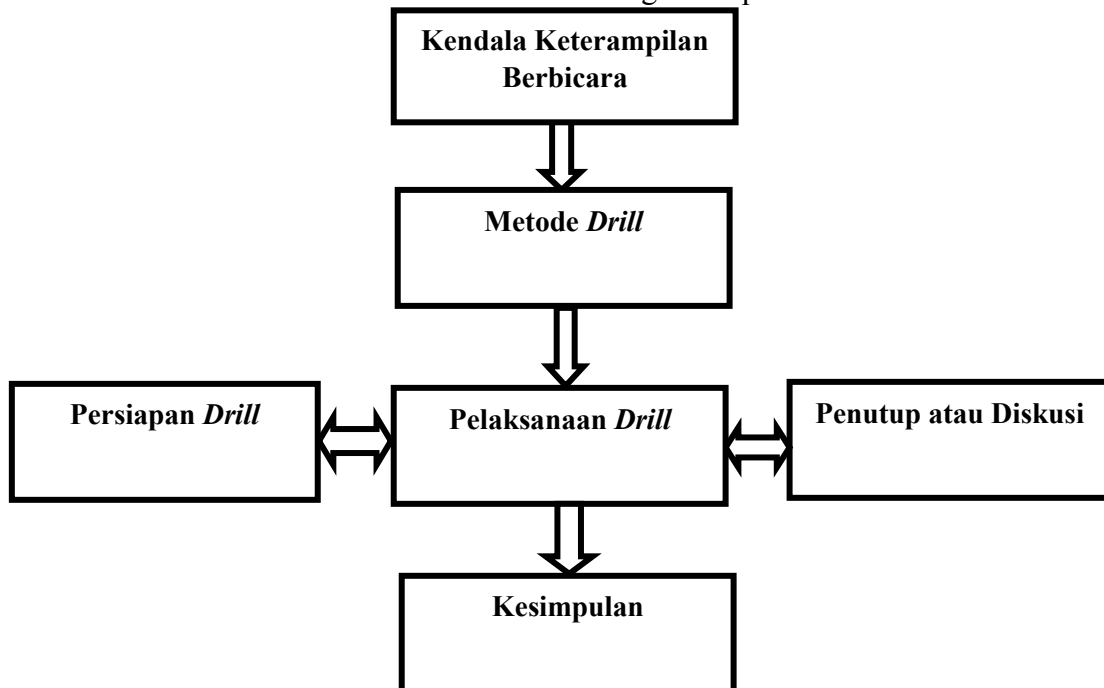 Kendala Keterampilan
Berbicara
Metode Drill
Persiapan Drill
Pelaksanaan Drill
Penutup atau Diskusi
Kesimpulan